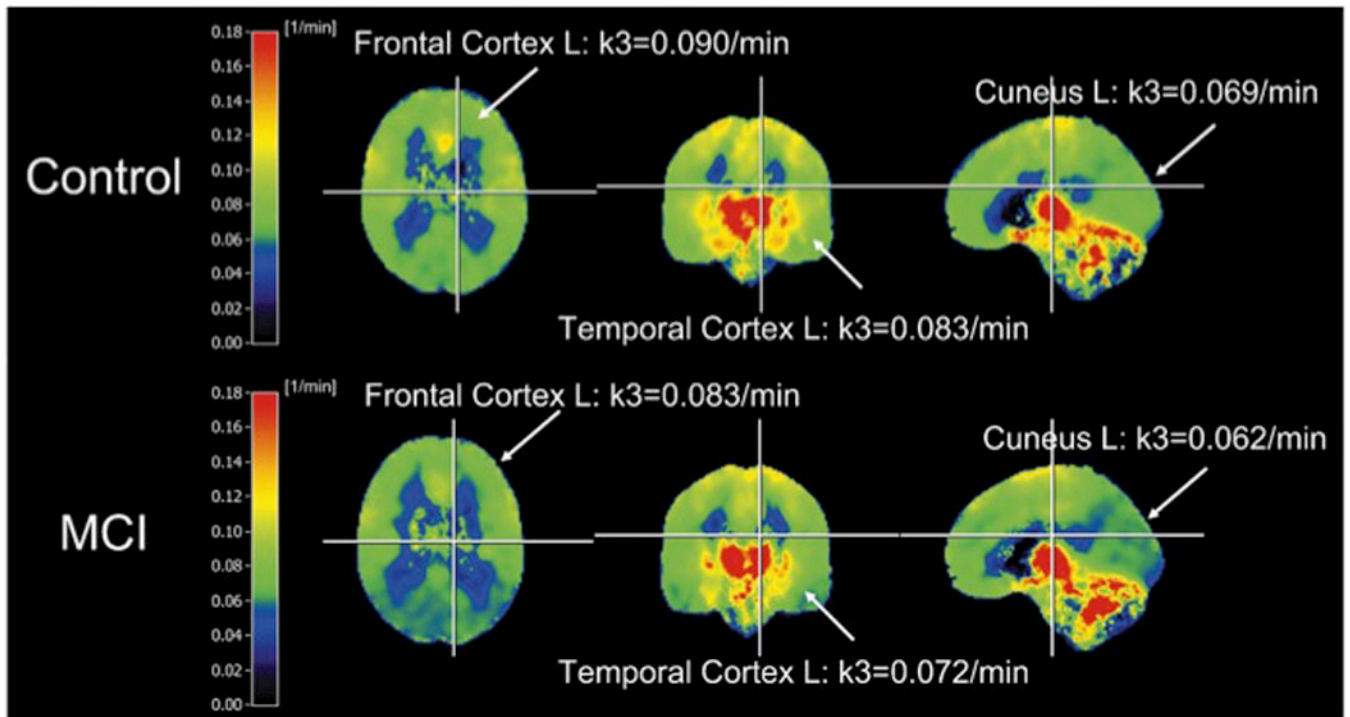 [1/min]
Frontal Cortex L: k3=0.090/min
Cuneus L: k3=0.069/min
Control
0.18
0.16
0.14
0.12
0.10
0.08
0.06
0.04
0.02
0.00
Temporal Cortex L: k3=0.083/min
[1/min]
Frontal Cortex L: k3=0.083/min
Cuneus L: k3=0.062/min
MCI
0.18
0.16
0.14
0.12
0.10
0.08
0.06
0.04
0.02
0.00
Temporal Cortex L: k3=0.072/min